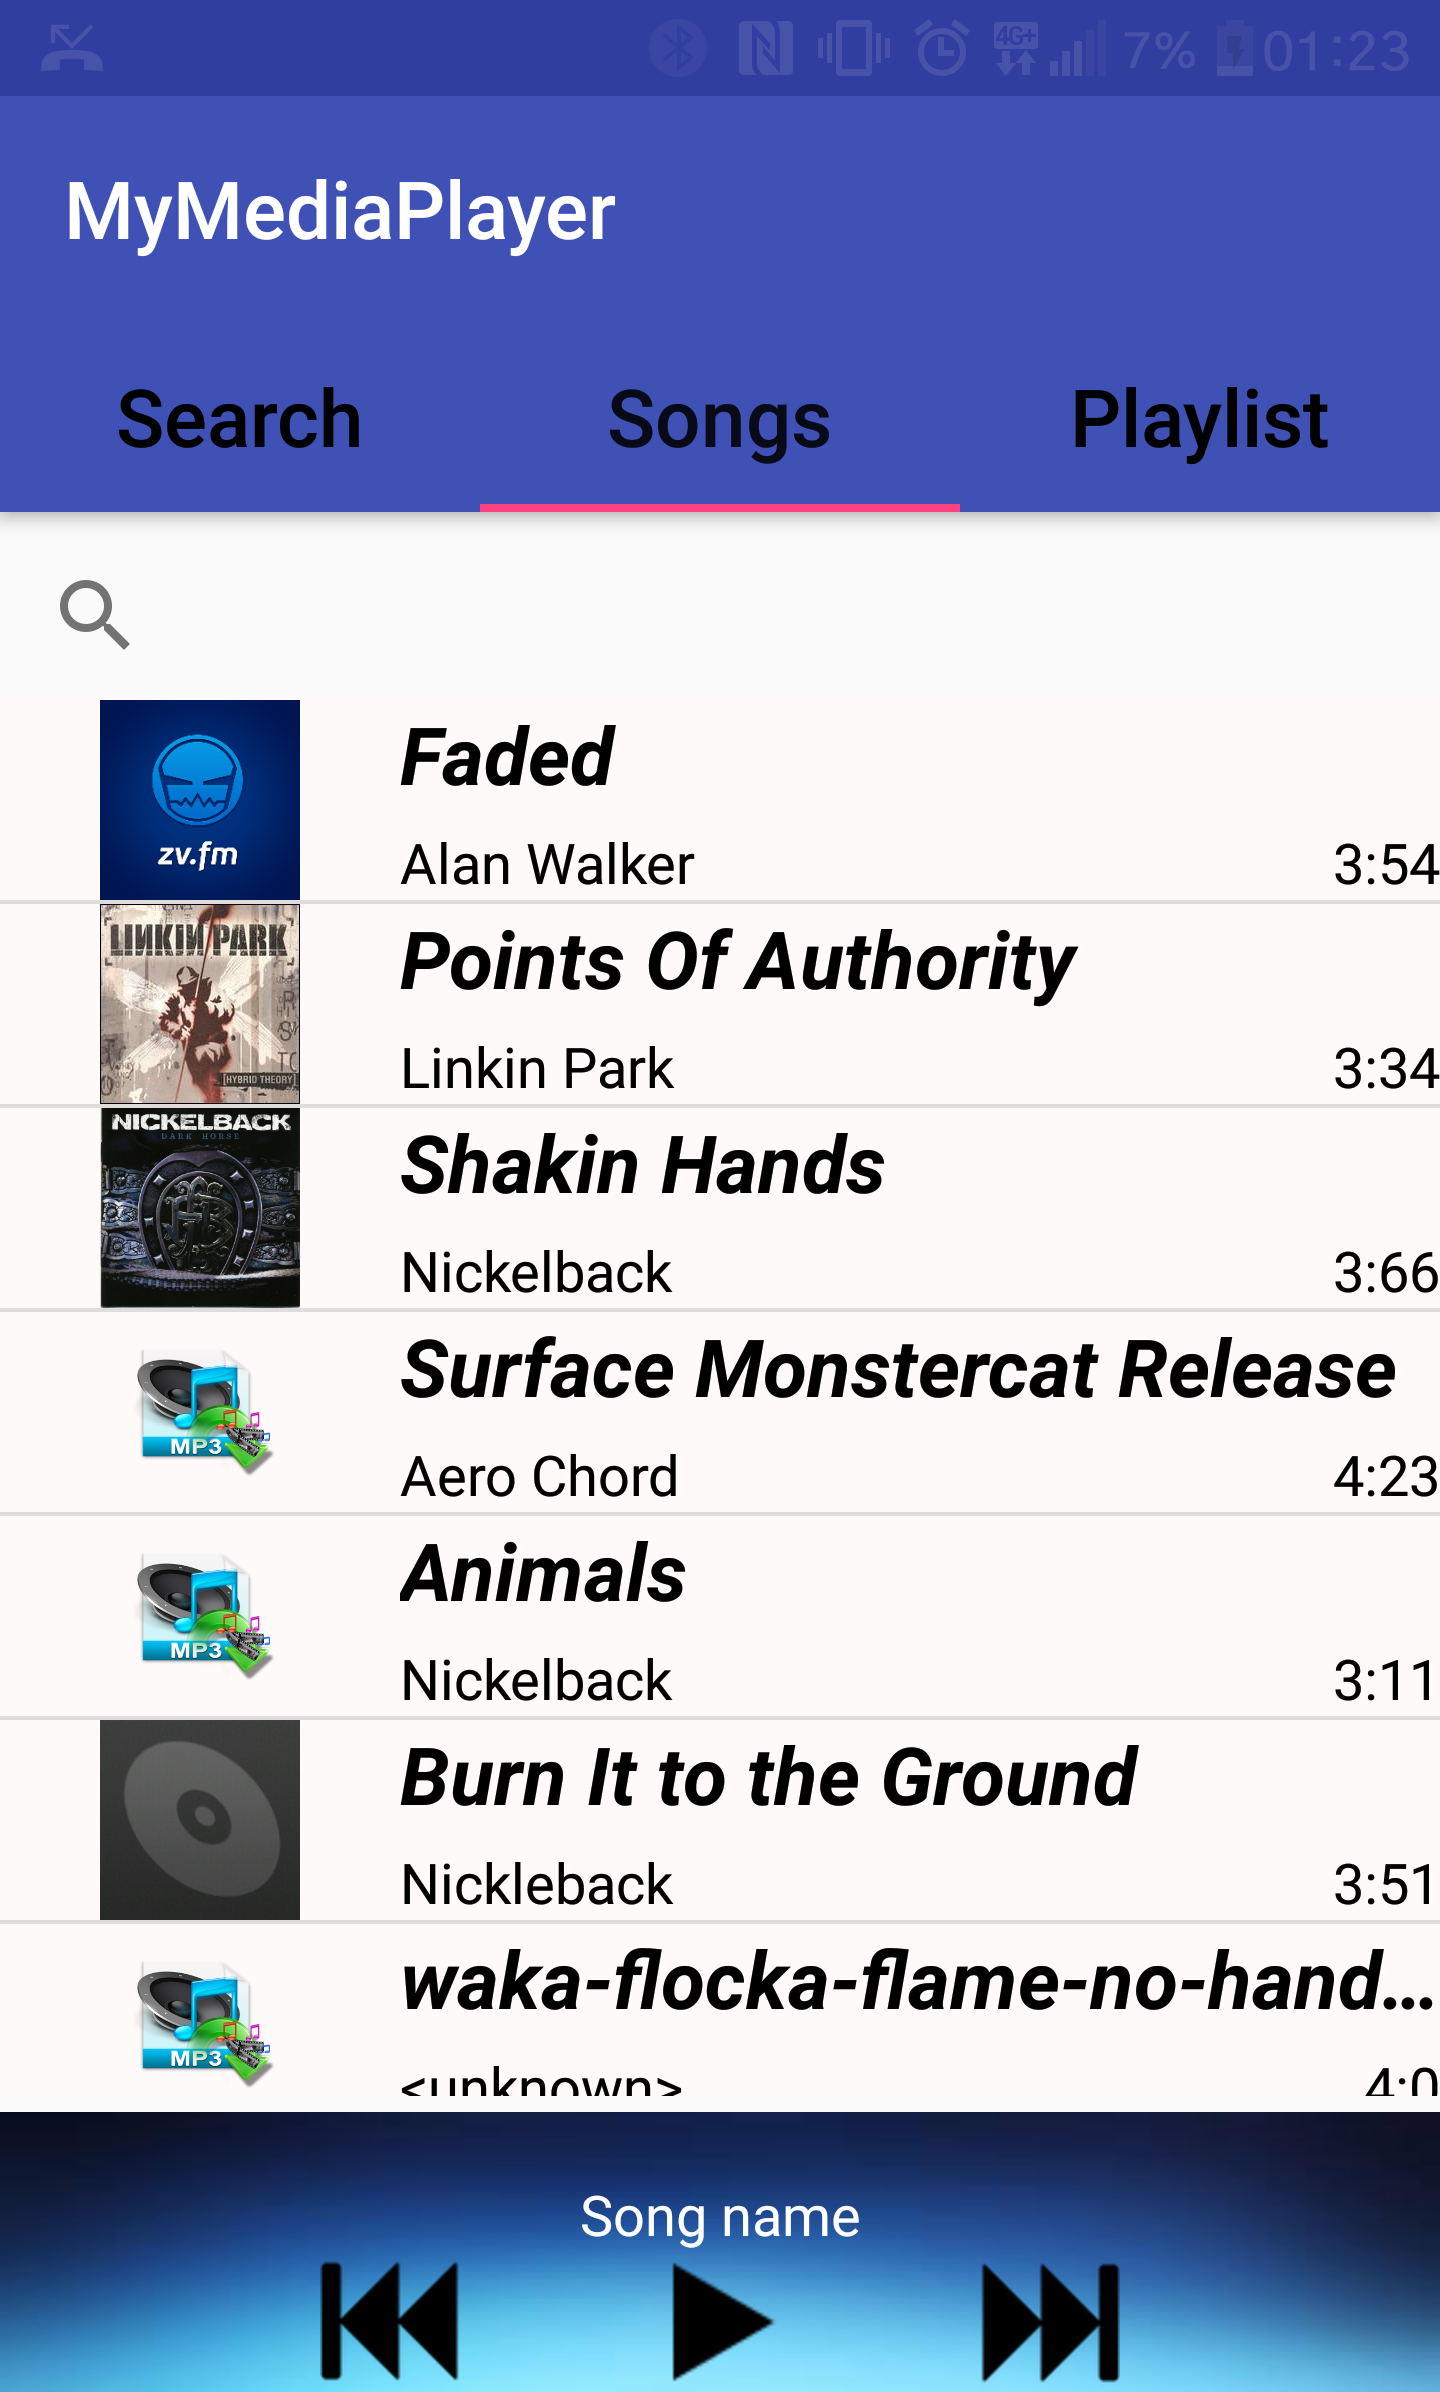 4G+ 7% 01:23
MyMediaPlayer
Search Songs Playlist
zv.fm
Faded
Alan Walker 3:54
LINKIN PARK
[HYBRID THEORY]
Points Of Authority
Linkin Park 3:34
NICKELBACK
DARK HORSE
Shakin Hands
Nickelback 3:66
Surface Monstercat Release
MP3
Aero Chord 4:23
Animals
MP3
Nickelback 3:11
Burn It to the Ground
Nickleback 3:51
waka-flocka-flame-no-hand...
MP3
<unknown> 4:0
Song name